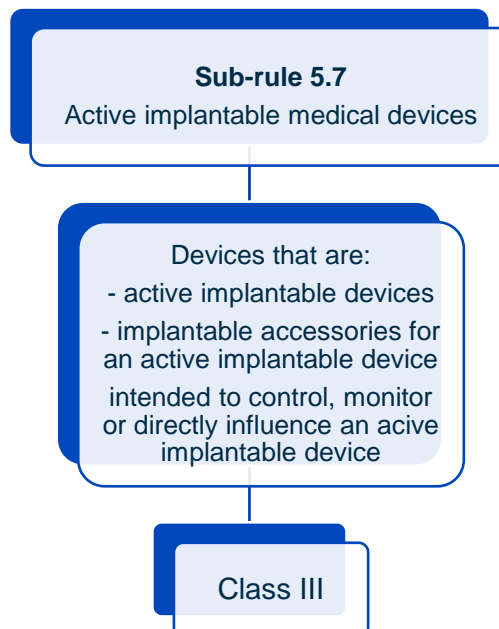 Sub-rule 5.7
Active implantable medical devices
Devices that are:
- active implantable devices
- implantable accessories for
an active implantable device
intended to control, monitor
or directly influence an acive
implantable device
Class III